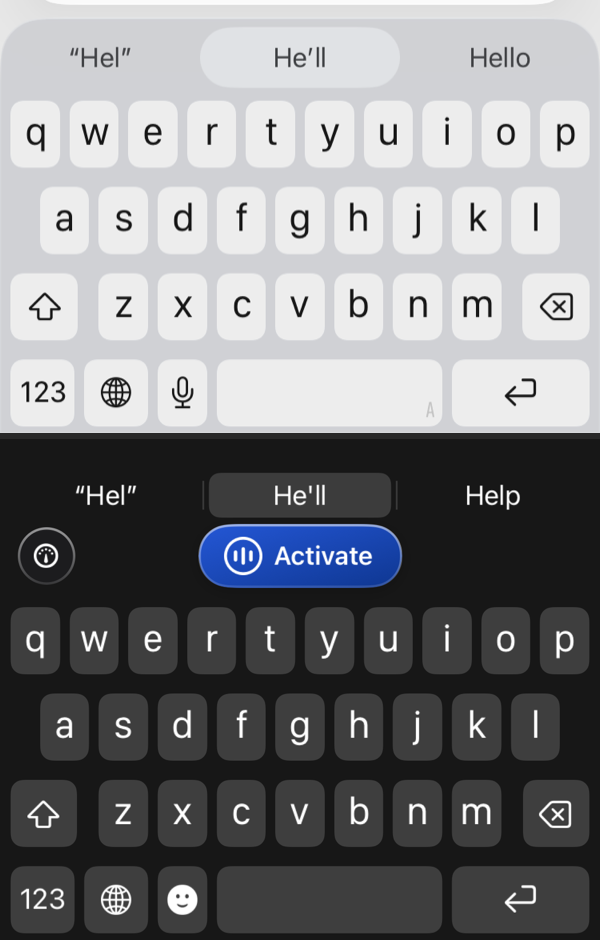 “Hel” He’ll Hello
q w e r t y u i o p
a s d f g h j k l
z x c v b n m
123 A
“Hel” He'll Help
Activate
q w e r t y u i o p
a s d f g h j k l
z x c v b n m
123